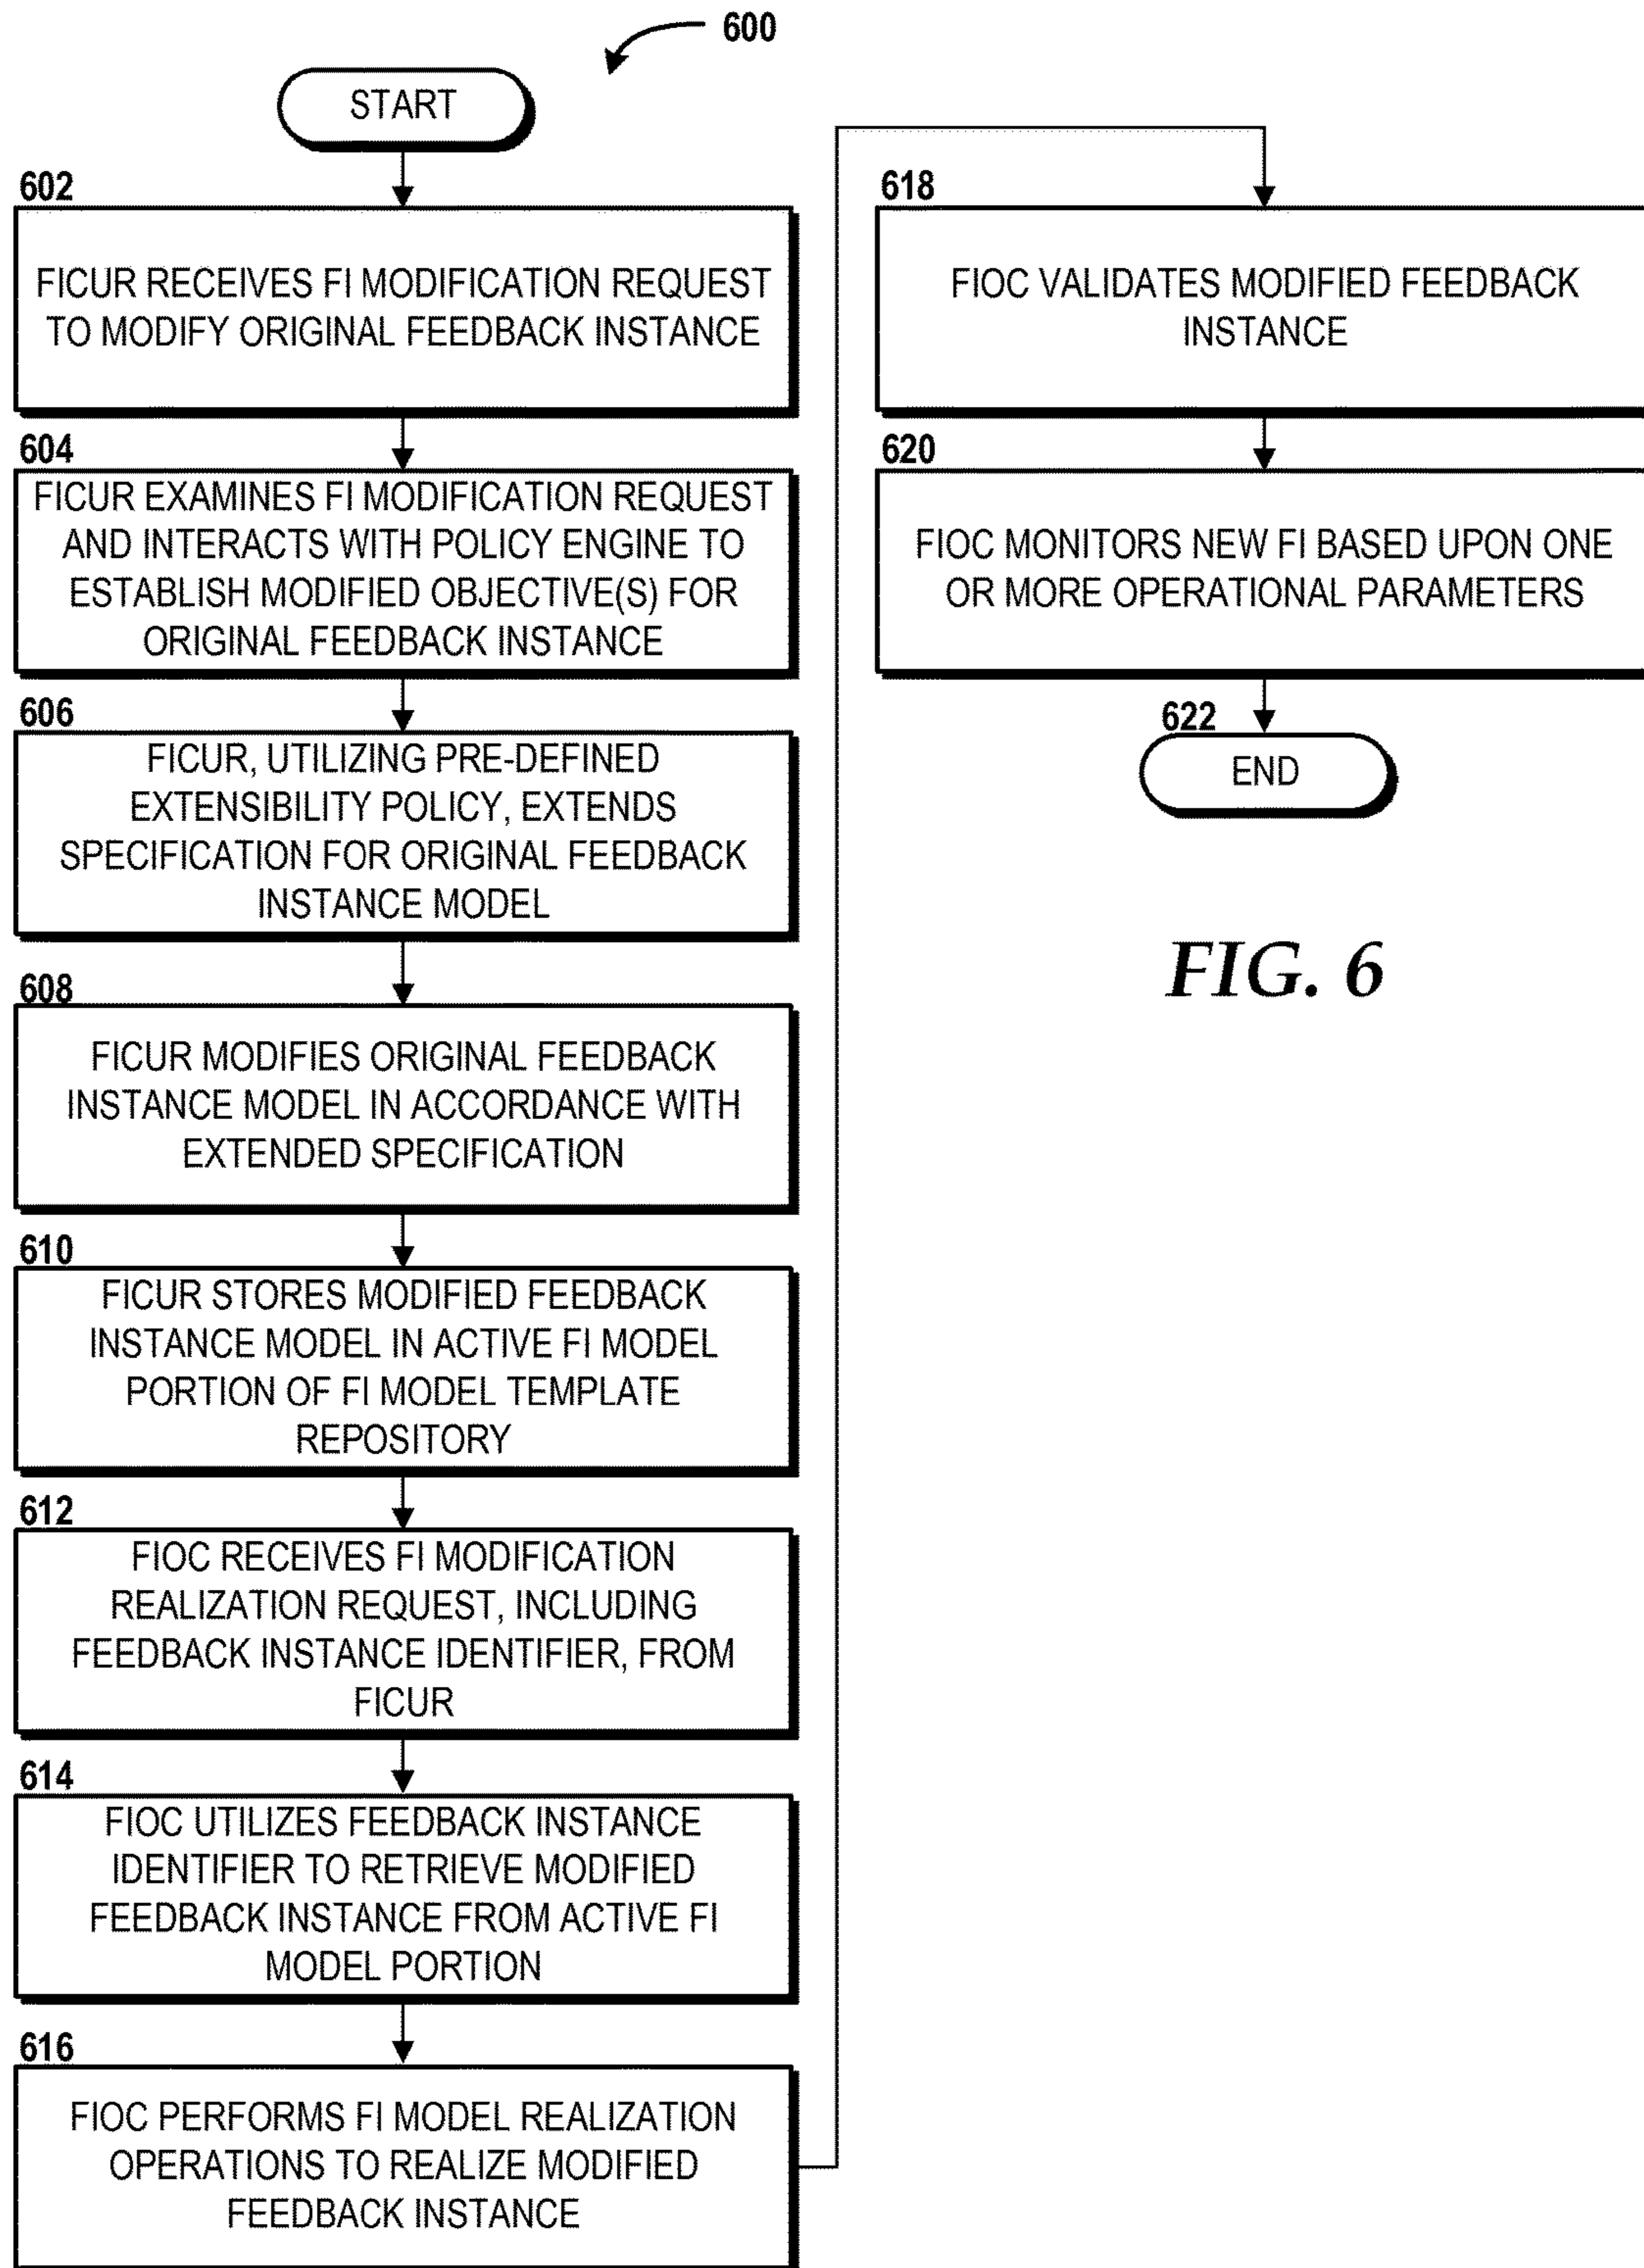 600
START
602
FICUR RECEIVES FI MODIFICATION REQUEST
TO MODIFY ORIGINAL FEEDBACK INSTANCE
604
FICUR EXAMINES FI MODIFICATION REQUEST
AND INTERACTS WITH POLICY ENGINE TO
ESTABLISH MODIFIED OBJECTIVE(S) FOR
ORIGINAL FEEDBACK INSTANCE
606
FICUR, UTILIZING PRE-DEFINED
EXTENSIBILITY POLICY, EXTENDS
SPECIFICATION FOR ORIGINAL FEEDBACK
INSTANCE MODEL
608
FICUR MODIFIES ORIGINAL FEEDBACK
INSTANCE MODEL IN ACCORDANCE WITH
EXTENDED SPECIFICATION
610
FICUR STORES MODIFIED FEEDBACK
INSTANCE MODEL IN ACTIVE FI MODEL
PORTION OF FI MODEL TEMPLATE
REPOSITORY
612
FIOC RECEIVES FI MODIFICATION
REALIZATION REQUEST, INCLUDING
FEEDBACK INSTANCE IDENTIFIER, FROM
FICUR
614
FIOC UTILIZES FEEDBACK INSTANCE
IDENTIFIER TO RETRIEVE MODIFIED
FEEDBACK INSTANCE FROM ACTIVE FI
MODEL PORTION
616
FIOC PERFORMS FI MODEL REALIZATION
OPERATIONS TO REALIZE MODIFIED
FEEDBACK INSTANCE
618
FIOC VALIDATES MODIFIED FEEDBACK
INSTANCE
620
FIOC MONITORS NEW FI BASED UPON ONE
OR MORE OPERATIONAL PARAMETERS
622
END
FIG. 6